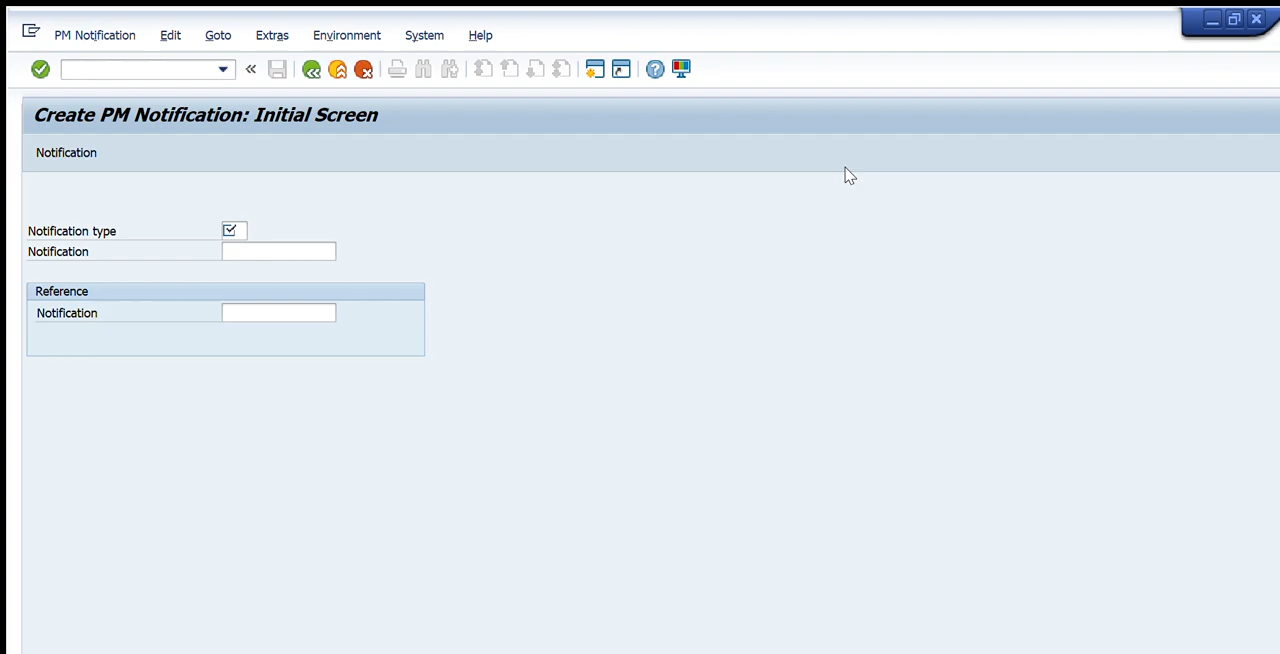 PM Notification Edit Goto Extras Environment System Help
Create PM Notification: Initial Screen
Notification
Notification type
Notification
Reference
Notification